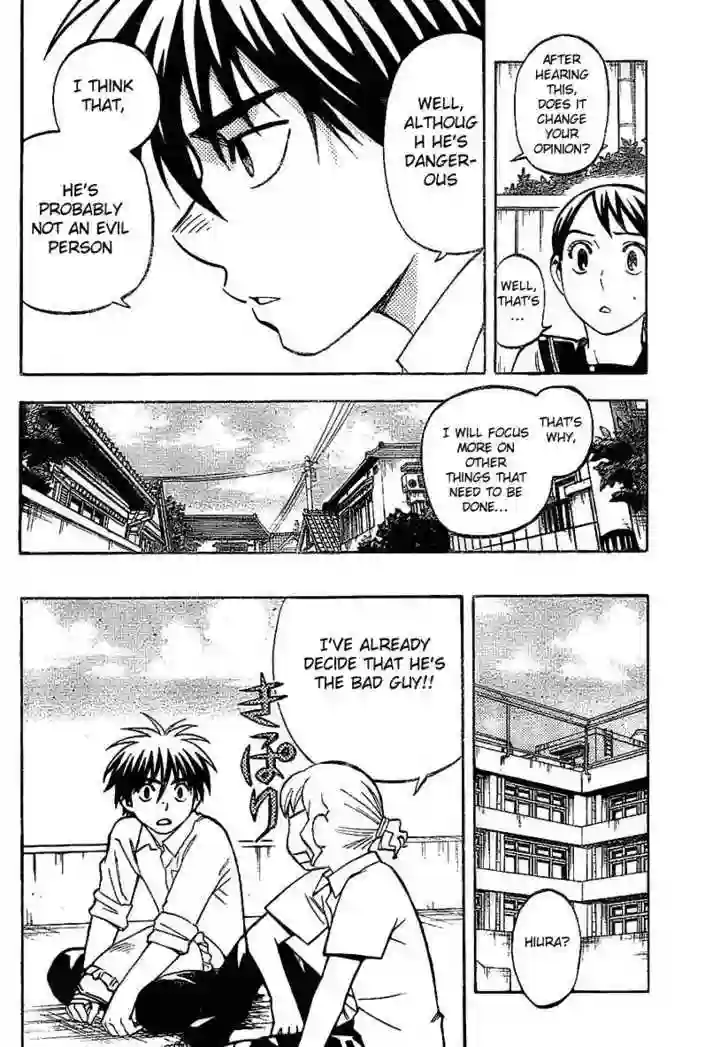 AFTER
HEARING
THIS,
DOES IT
CHANGE
YOUR
OPINION?
WELL,
THAT'S
...
WELL,
ALTHOUG
H HE'S
DANGER-
OUS
I THINK
THAT,
HE'S
PROBABLY
NOT AN EVIL
PERSON
THAT'S
WHY,
I WILL FOCUS
MORE ON
OTHER
THINGS THAT
NEED TO BE
DONE...
HIURA?
I'VE ALREADY
DECIDE THAT HE'S
THE BAD GUY!!
きぱり